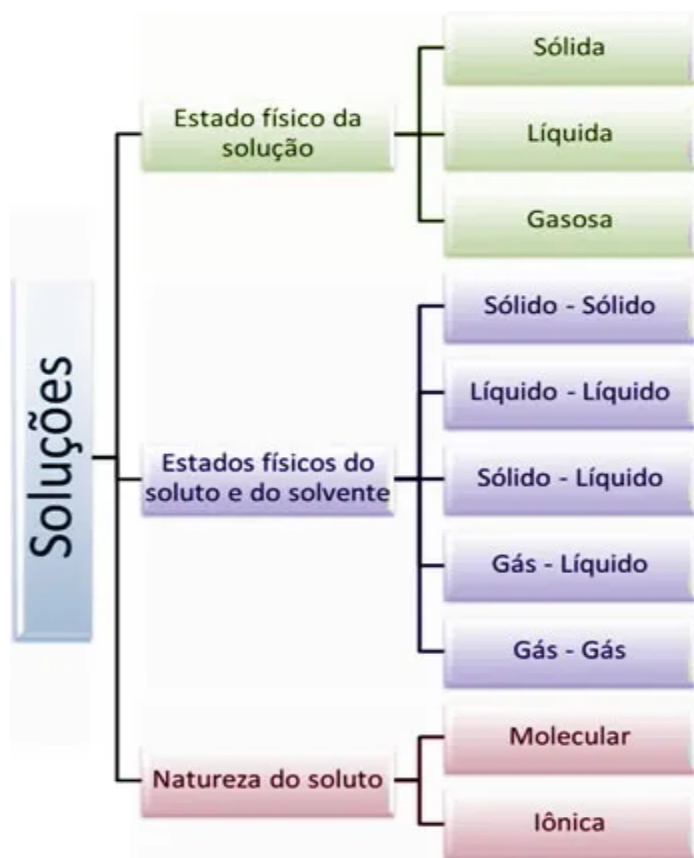 Soluções
Estado físico da
solução
Sólida
Líquida
Gasosa
Estados físicos do
soluto e do solvente
Sólido - Sólido
Líquido - Líquido
Sólido - Líquido
Gás - Líquido
Gás - Gás
Natureza do soluto
Molecular
Iônica